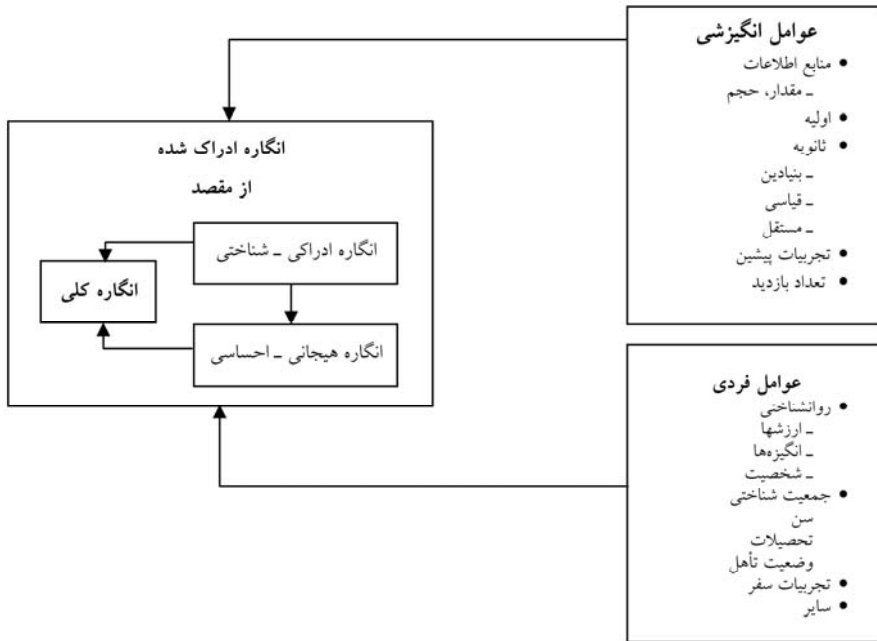 عوامل انگیزشی
• منابع اطلاعات
ـ مقدار، حجم
• اولیه
• ثانویه
ـ بنیادین
ـ قیاسی
ـ مستقل
• تجربیات پیشین
• تعداد بازدید
انگاره ادراک شده
از مقصد
انگاره ادراکی ـ شناختی
انگاره کلی
انگاره هیجانی ـ احساسی
عوامل فردی
• روانشناختی
ـ ارزشها
ـ انگیزه‌ها
ـ شخصیت
• جمعیت شناختی
سن
تحصیلات
وضعیت تأهل
• تجربیات سفر
• سایر